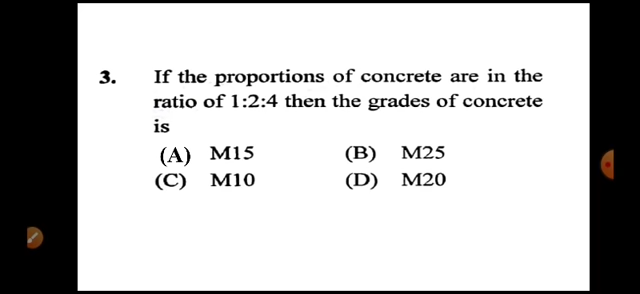 3. If the proportions of concrete are in the
ratio of 1:2:4 then the grades of concrete
is
(A) M15 (B) M25
(C) M10 (D) M20